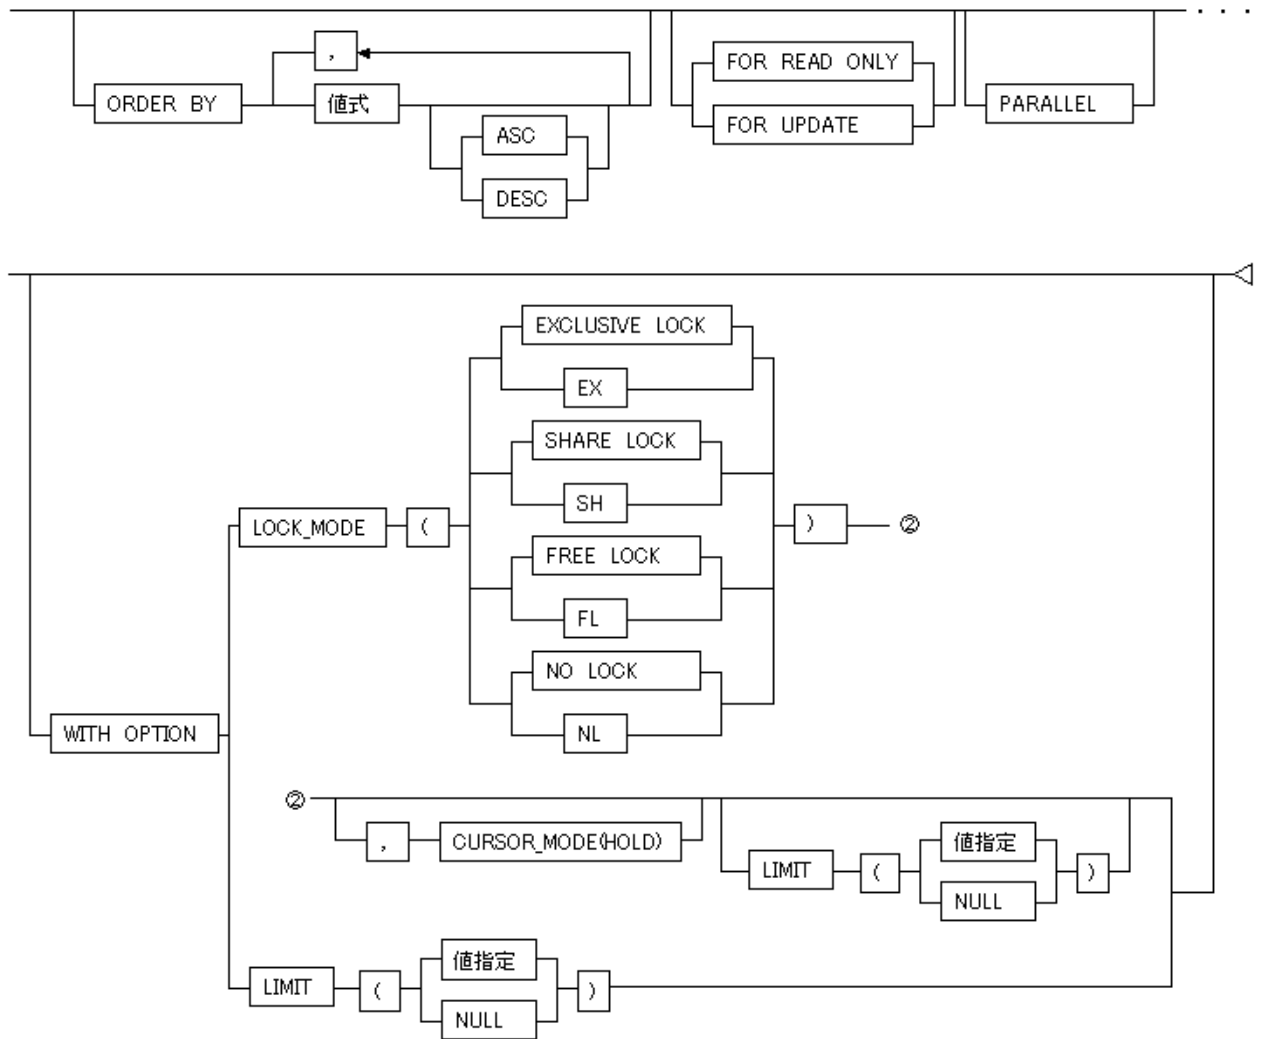 . . .
,
FOR READ ONLY
ORDER BY
値式
PARALLEL
FOR UPDATE
ASC
DESC
EXCLUSIVE LOCK
EX
SHARE LOCK
SH
LOCK_MODE
(
)
②
FREE LOCK
FL
NO LOCK
NL
WITH OPTION
②
,
CURSOR_MODE(HOLD)
LIMIT
(
値指定
NULL
)
LIMIT
(
値指定
NULL
)